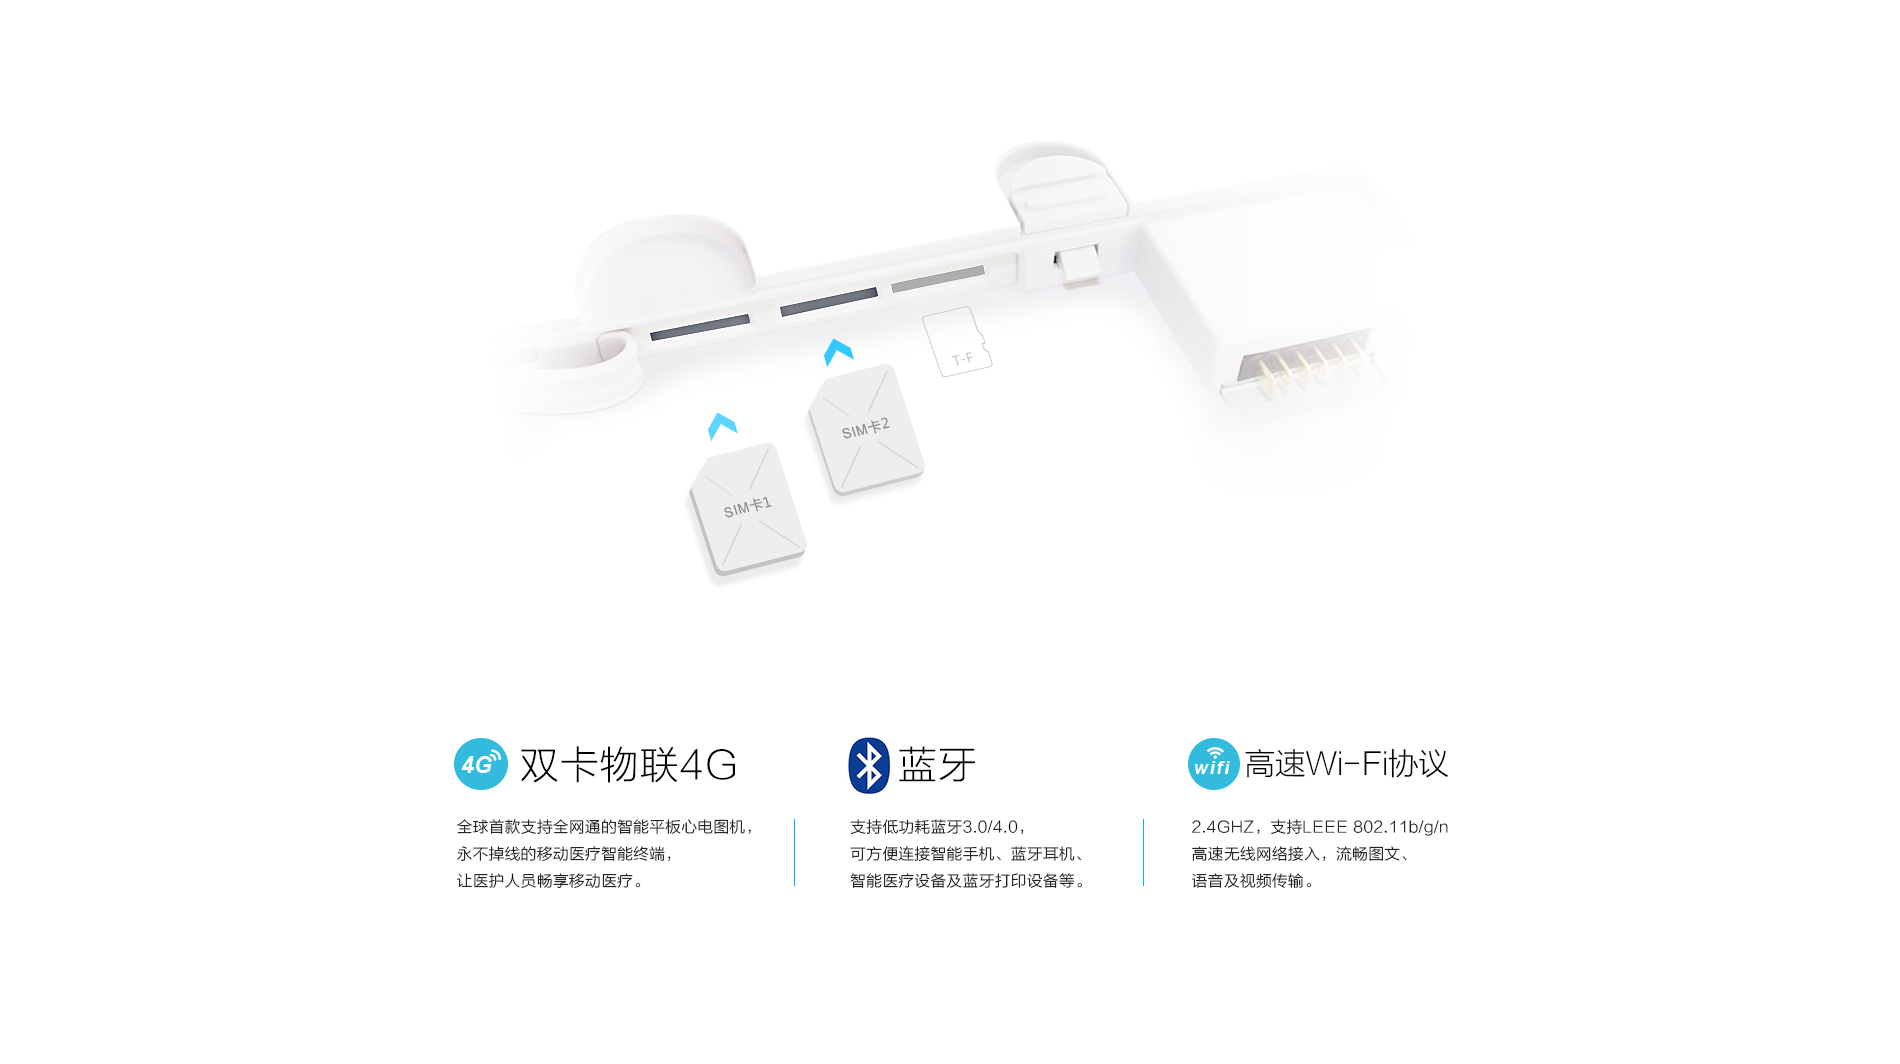 T-F
SIM卡2
SIM卡1
4G 双卡物联4G
全球首款支持全网通的智能平板心电图机，
永不掉线的移动医疗智能终端，
让医护人员畅享移动医疗。
蓝牙
支持低功耗蓝牙3.0/4.0，
可方便连接智能手机、蓝牙耳机、
智能医疗设备及蓝牙打印设备等。
wifi 高速Wi-Fi协议
2.4GHZ，支持LEEE 802.11b/g/n
高速无线网络接入，流畅图文、
语音及视频传输。